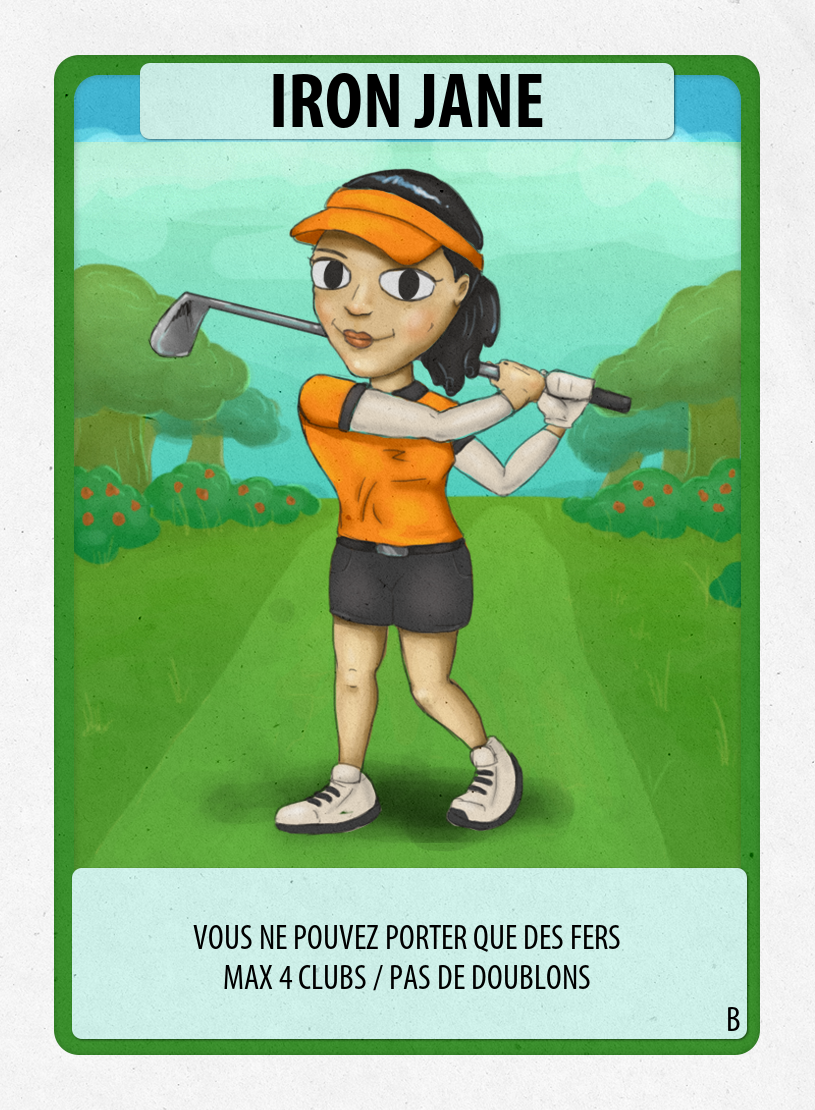 IRON JANE
VOUS NE POUVEZ PORTER QUE DES FERS
MAX 4 CLUBS / PAS DE DOUBLONS
B